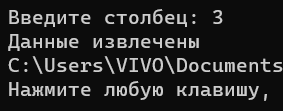 Введите столбец: 3
Данные извлечены
C:\Users\VIVO\Documents
Нажмите любую клавишу,